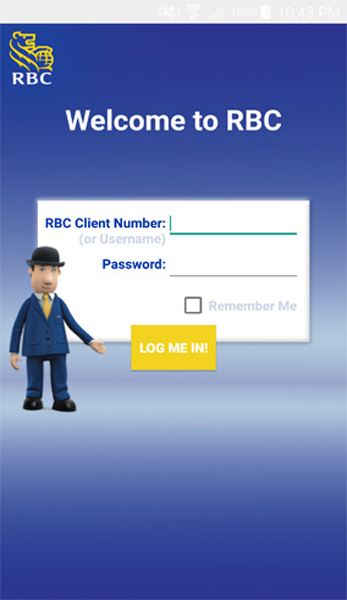 100% 10:43 PM
RBC
Welcome to RBC
RBC Client Number:
(or Username)
Password:
Remember Me
LOG ME IN!